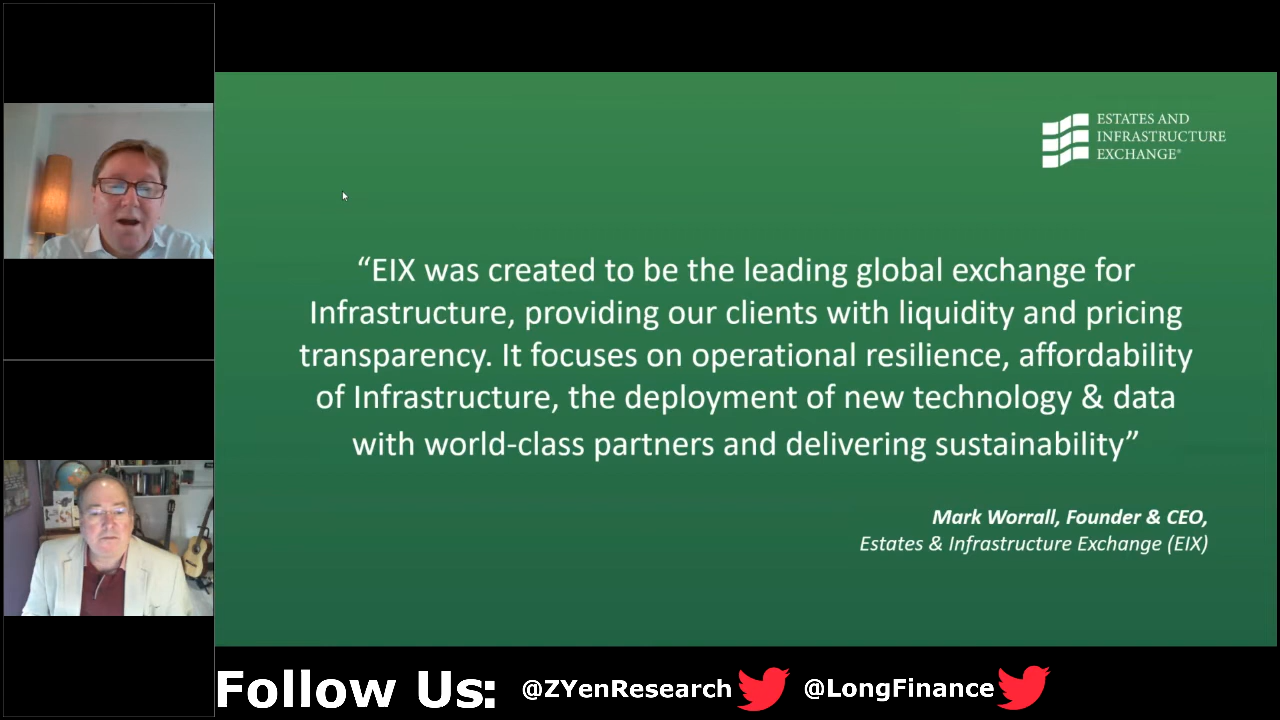 ESTATES AND
INFRASTRUCTURE
EXCHANGE®
“EIX was created to be the leading global exchange for
Infrastructure, providing our clients with liquidity and pricing
transparency. It focuses on operational resilience, affordability
of Infrastructure, the deployment of new technology & data
with world-class partners and delivering sustainability”
Mark Worrall, Founder & CEO,
Estates & Infrastructure Exchange (EIX)
Follow Us: @ZYenResearch @LongFinance